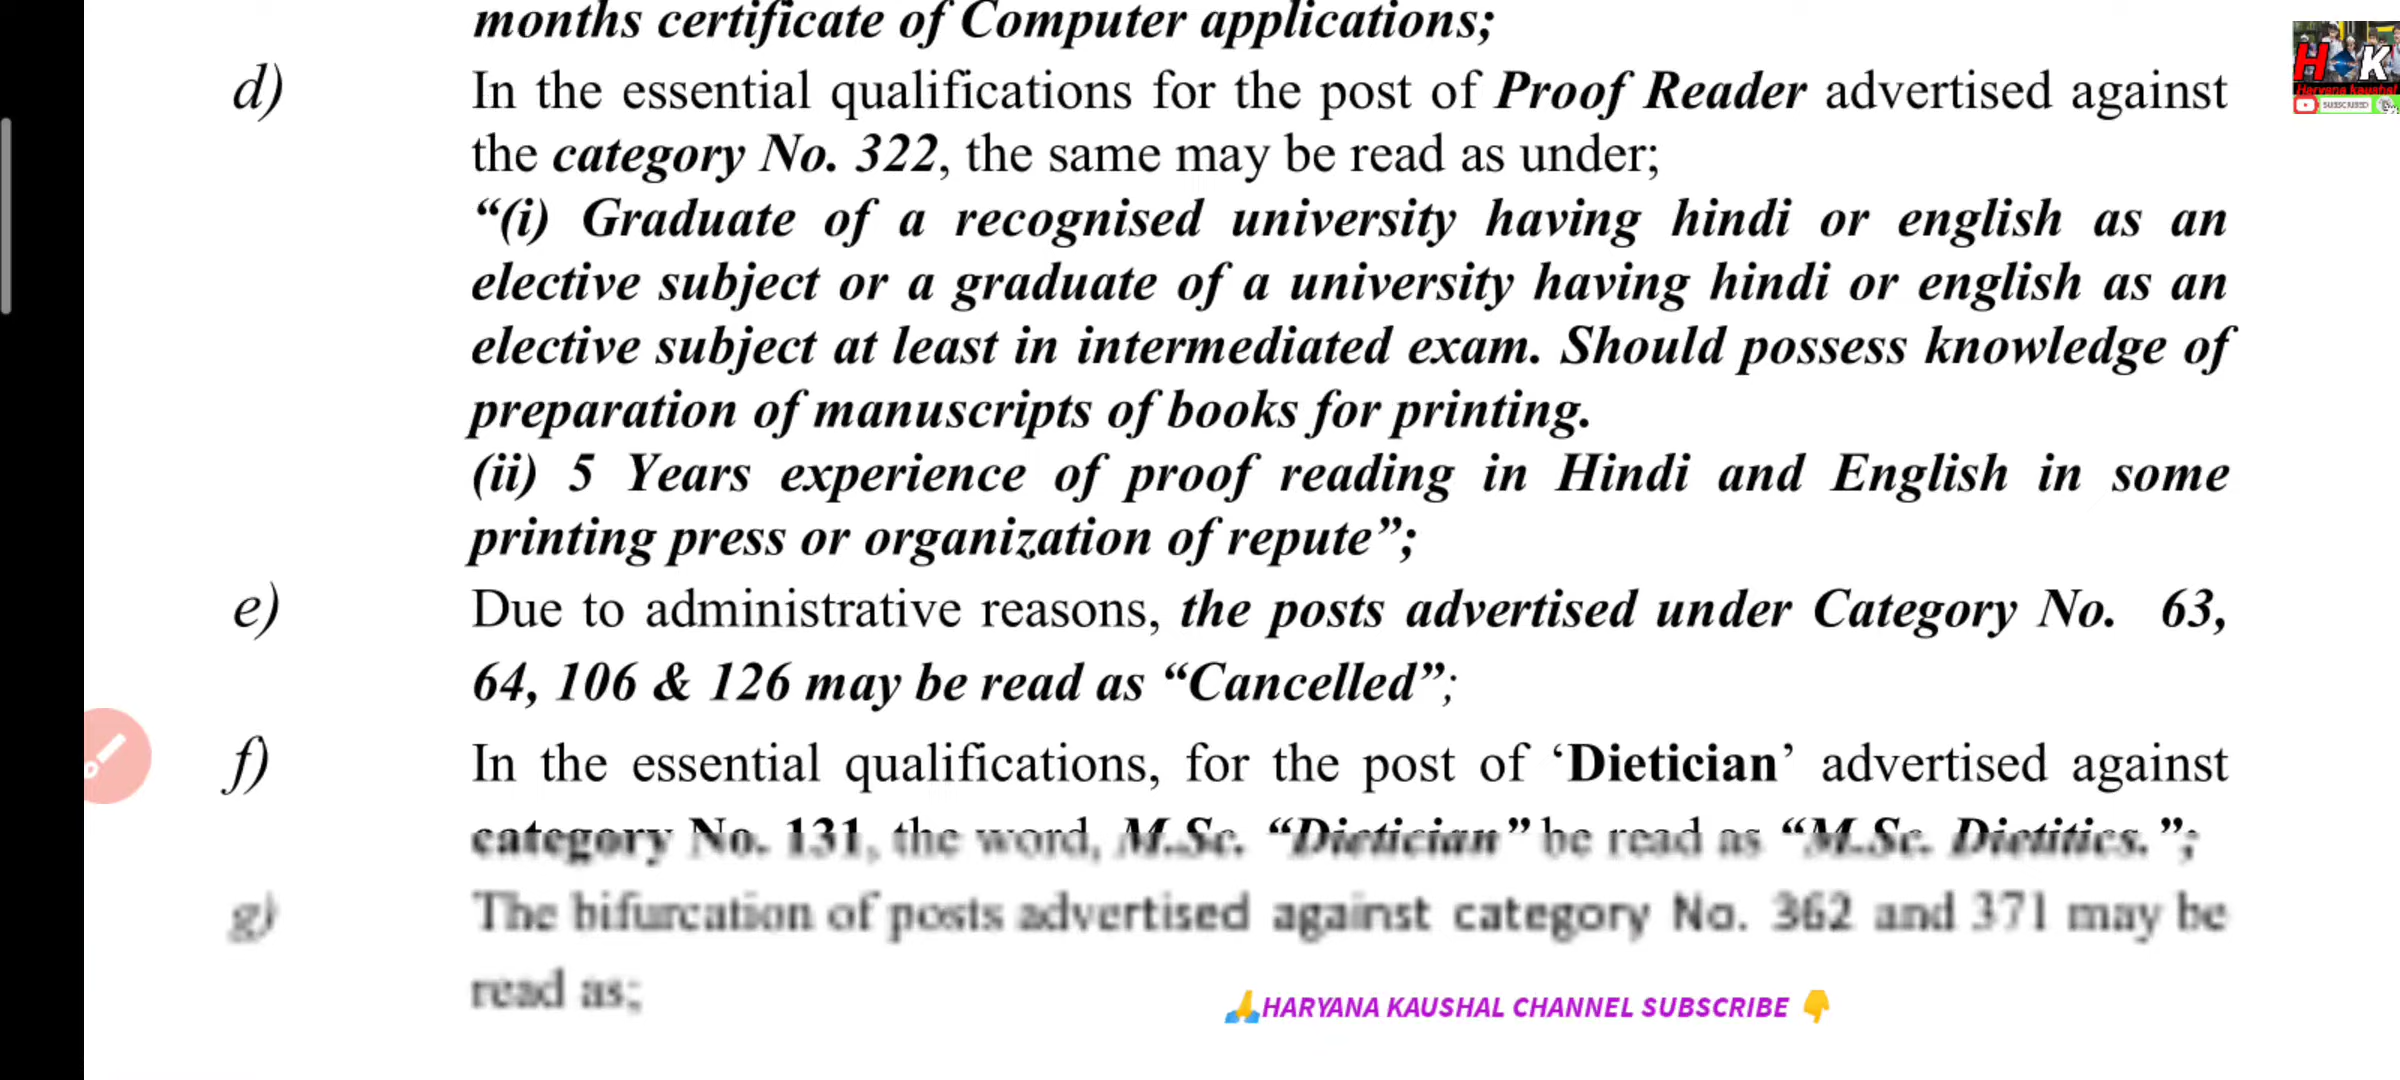 months certificate of Computer applications;
d) In the essential qualifications for the post of Proof Reader advertised against
the category No. 322, the same may be read as under;
“(i) Graduate of a recognised university having hindi or english as an
elective subject or a graduate of a university having hindi or english as an
elective subject at least in intermediated exam. Should possess knowledge of
preparation of manuscripts of books for printing.
(ii) 5 Years experience of proof reading in Hindi and English in some
printing press or organization of repute”;
e) Due to administrative reasons, the posts advertised under Category No. 63,
64, 106 & 126 may be read as “Cancelled”;
f) In the essential qualifications, for the post of ‘Dietician’ advertised against
category No. 131, the word, M.Sc. “Dietician” be read as “M.Sc. Dietitics.”;
g) The bifurcation of posts advertised against category No. 362 and 371 may be
read as;
🙏HARYANA KAUSHAL CHANNEL SUBSCRIBE 👇
H K
Haryana kaushal
SUBSCRIBED